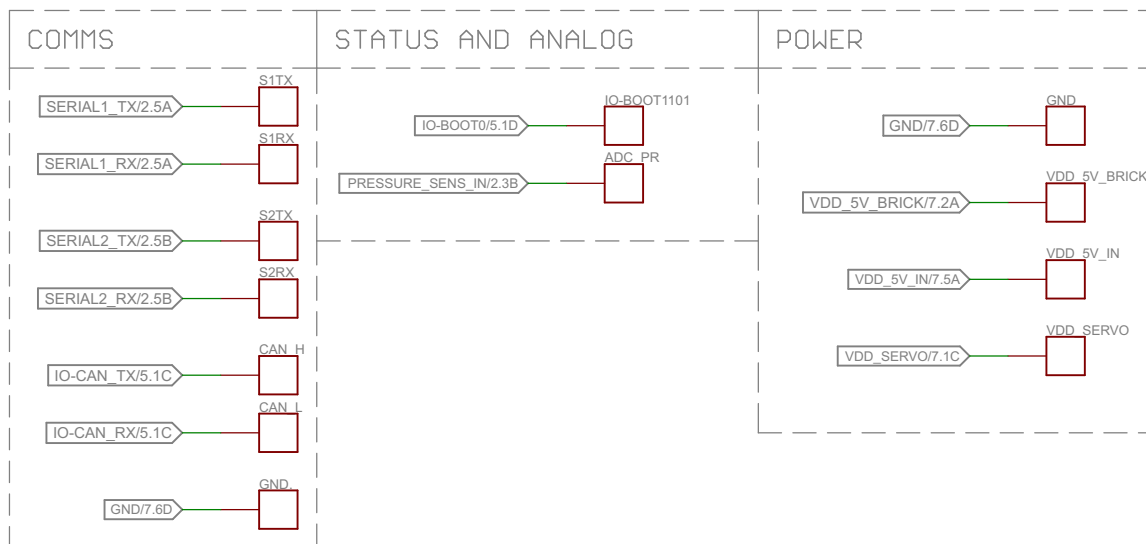 COMMS
S1TX
SERIAL1_TX/2.5A
S1RX
SERIAL1_RX/2.5A
S2TX
SERIAL2_TX/2.5B
S2RX
SERIAL2_RX/2.5B
CAN_H
IO-CAN_TX/5.1C
CAN_L
IO-CAN_RX/5.1C
GND.
GND/7.6D
STATUS AND ANALOG
IO-BOOT1101
IO-BOOT0/5.1D
ADC_PR
PRESSURE_SENS_IN/2.3B
POWER
GND
GND/7.6D
VDD_5V_BRICK
VDD_5V_BRICK/7.2A
VDD_5V_IN
VDD_5V_IN/7.5A
VDD_SERVO
VDD_SERVO/7.1C